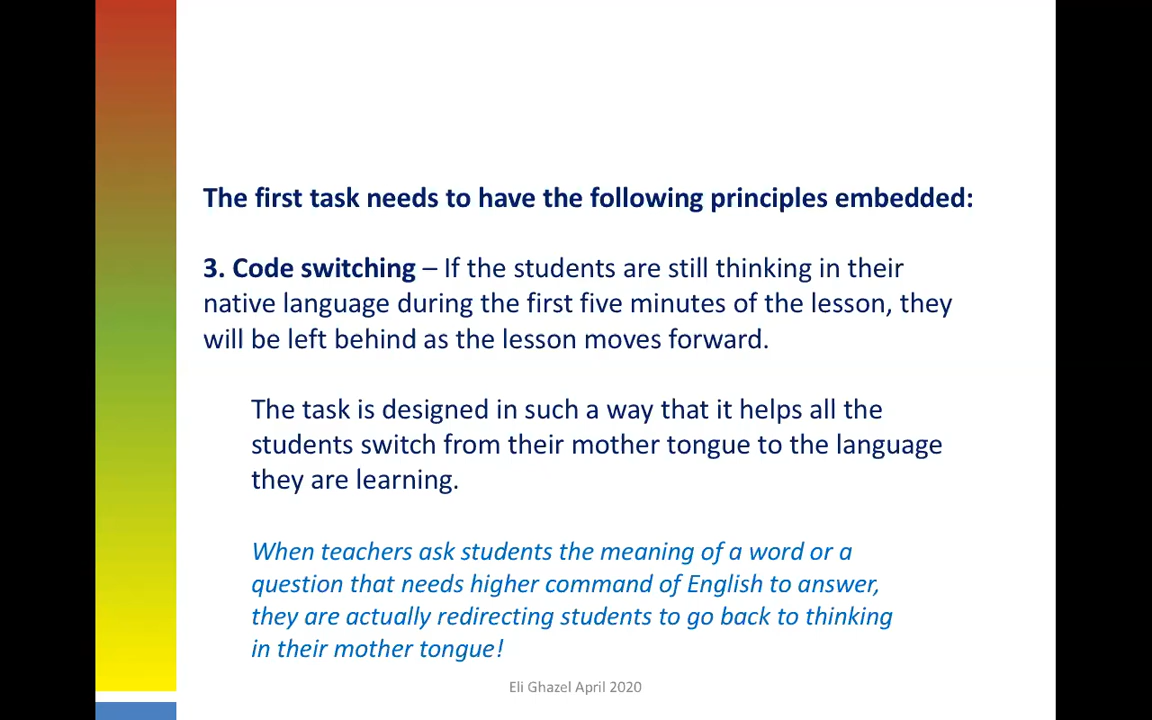 The first task needs to have the following principles embedded:
3. Code switching – If the students are still thinking in their
native language during the first five minutes of the lesson, they
will be left behind as the lesson moves forward.
The task is designed in such a way that it helps all the
students switch from their mother tongue to the language
they are learning.
When teachers ask students the meaning of a word or a
question that needs higher command of English to answer,
they are actually redirecting students to go back to thinking
in their mother tongue!
Eli Ghazel April 2020